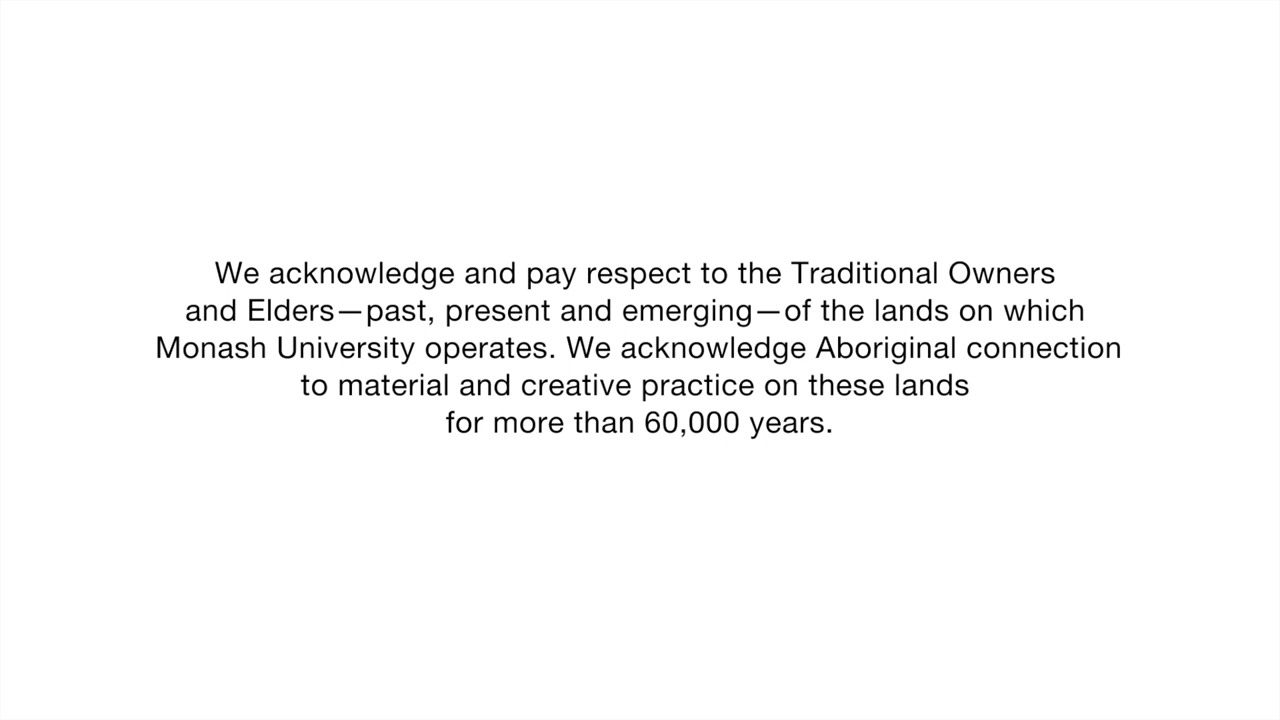 We acknowledge and pay respect to the Traditional Owners
and Elders—past, present and emerging—of the lands on which
Monash University operates. We acknowledge Aboriginal connection
to material and creative practice on these lands
for more than 60,000 years.